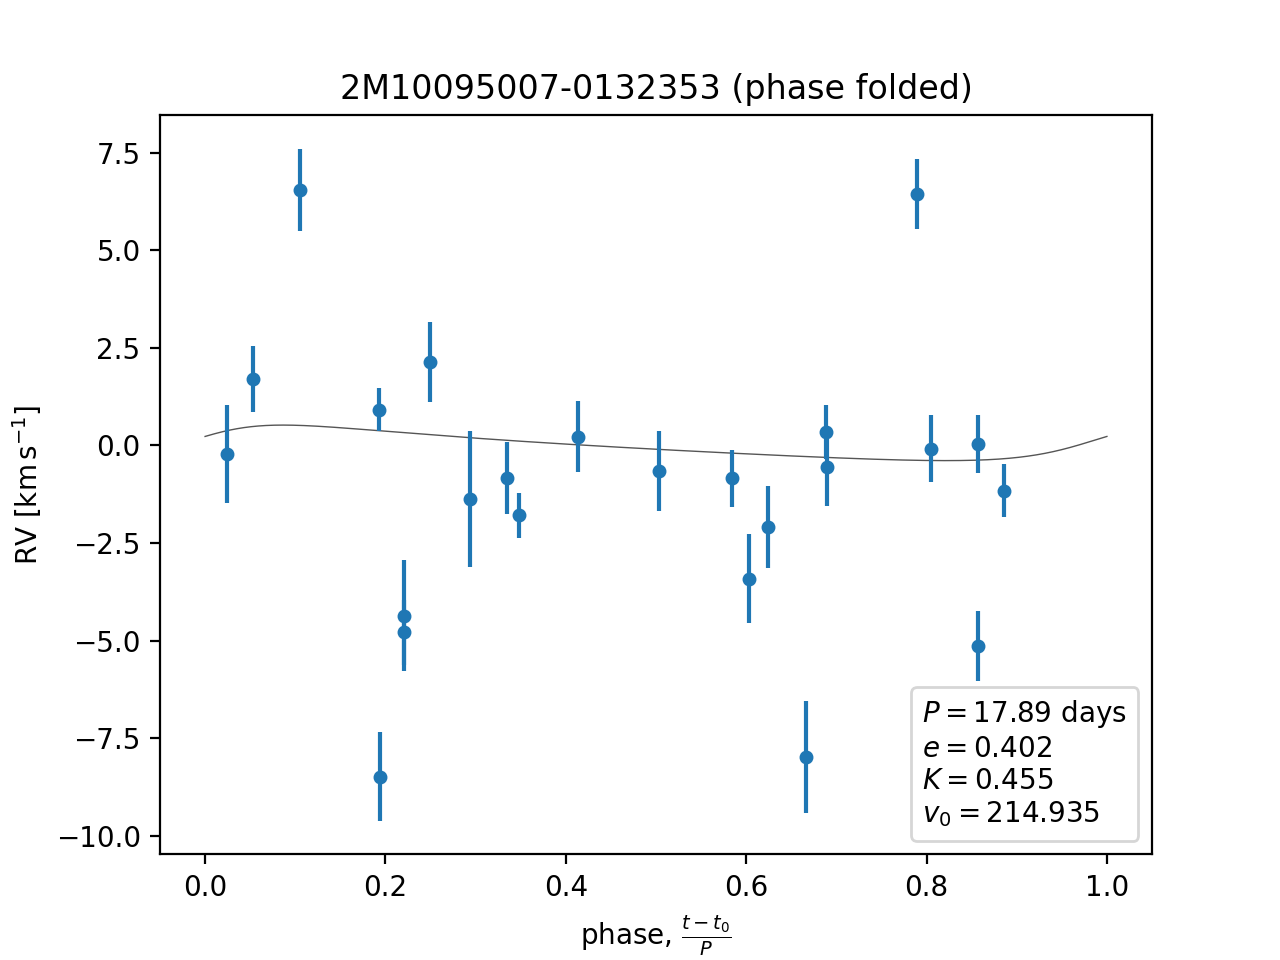 2M10095007-0132353 (phase folded)
RV [km s⁻¹]
7.5
5.0
2.5
0.0
−2.5
−5.0
−7.5
−10.0
P = 17.89 days
e = 0.402
K = 0.455
v₀ = 214.935
0.0 0.2 0.4 0.6 0.8 1.0
phase, (t − t₀)/P